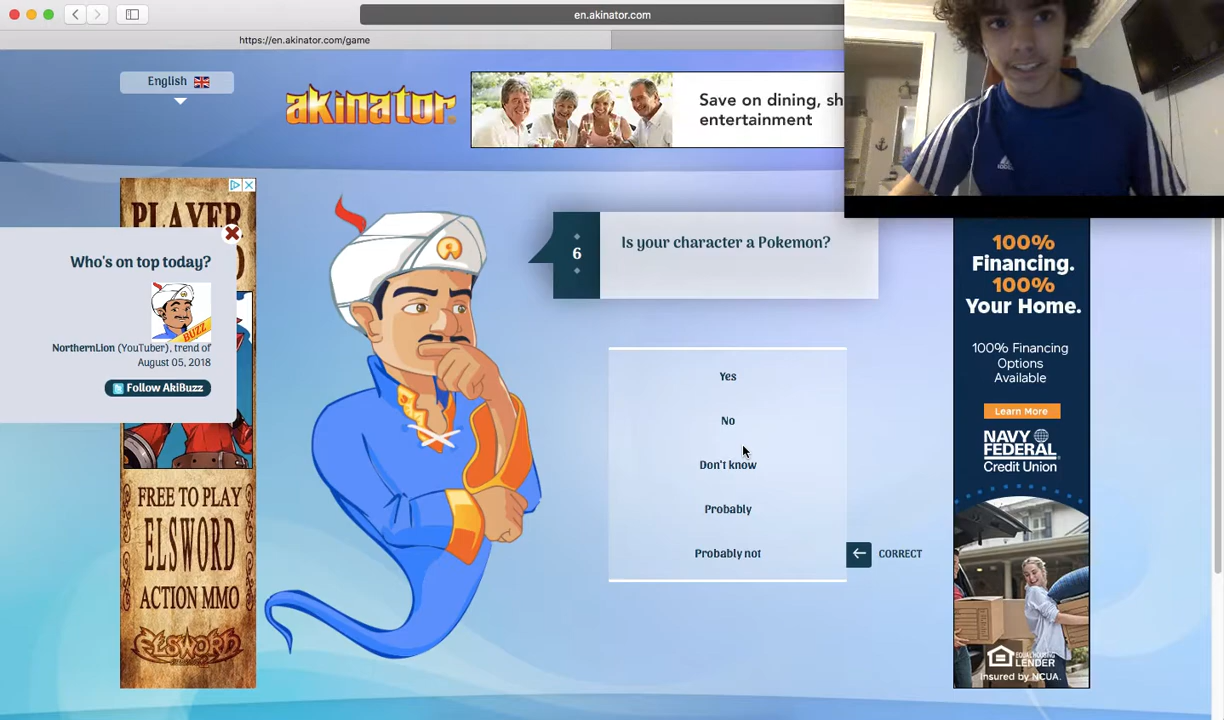 en.akinator.com
https://en.akinator.com/game
English
akinator
Save on dining, sh
entertainment
PLAYER
Who's on top today?
BUZZ
NorthernLion (YouTuber), trend of
August 05, 2018
Follow AkiBuzz
FREE TO PLAY
ELSWORD
ACTION MMO
ELSWORD
6
Is your character a Pokemon?
Yes
No
Don't know
Probably
Probably not
CORRECT
100%
Financing.
100%
Your Home.
100% Financing
Options
Available
Learn More
NAVY
FEDERAL
Credit Union
EQUAL HOUSING
LENDER
Insured by NCUA.